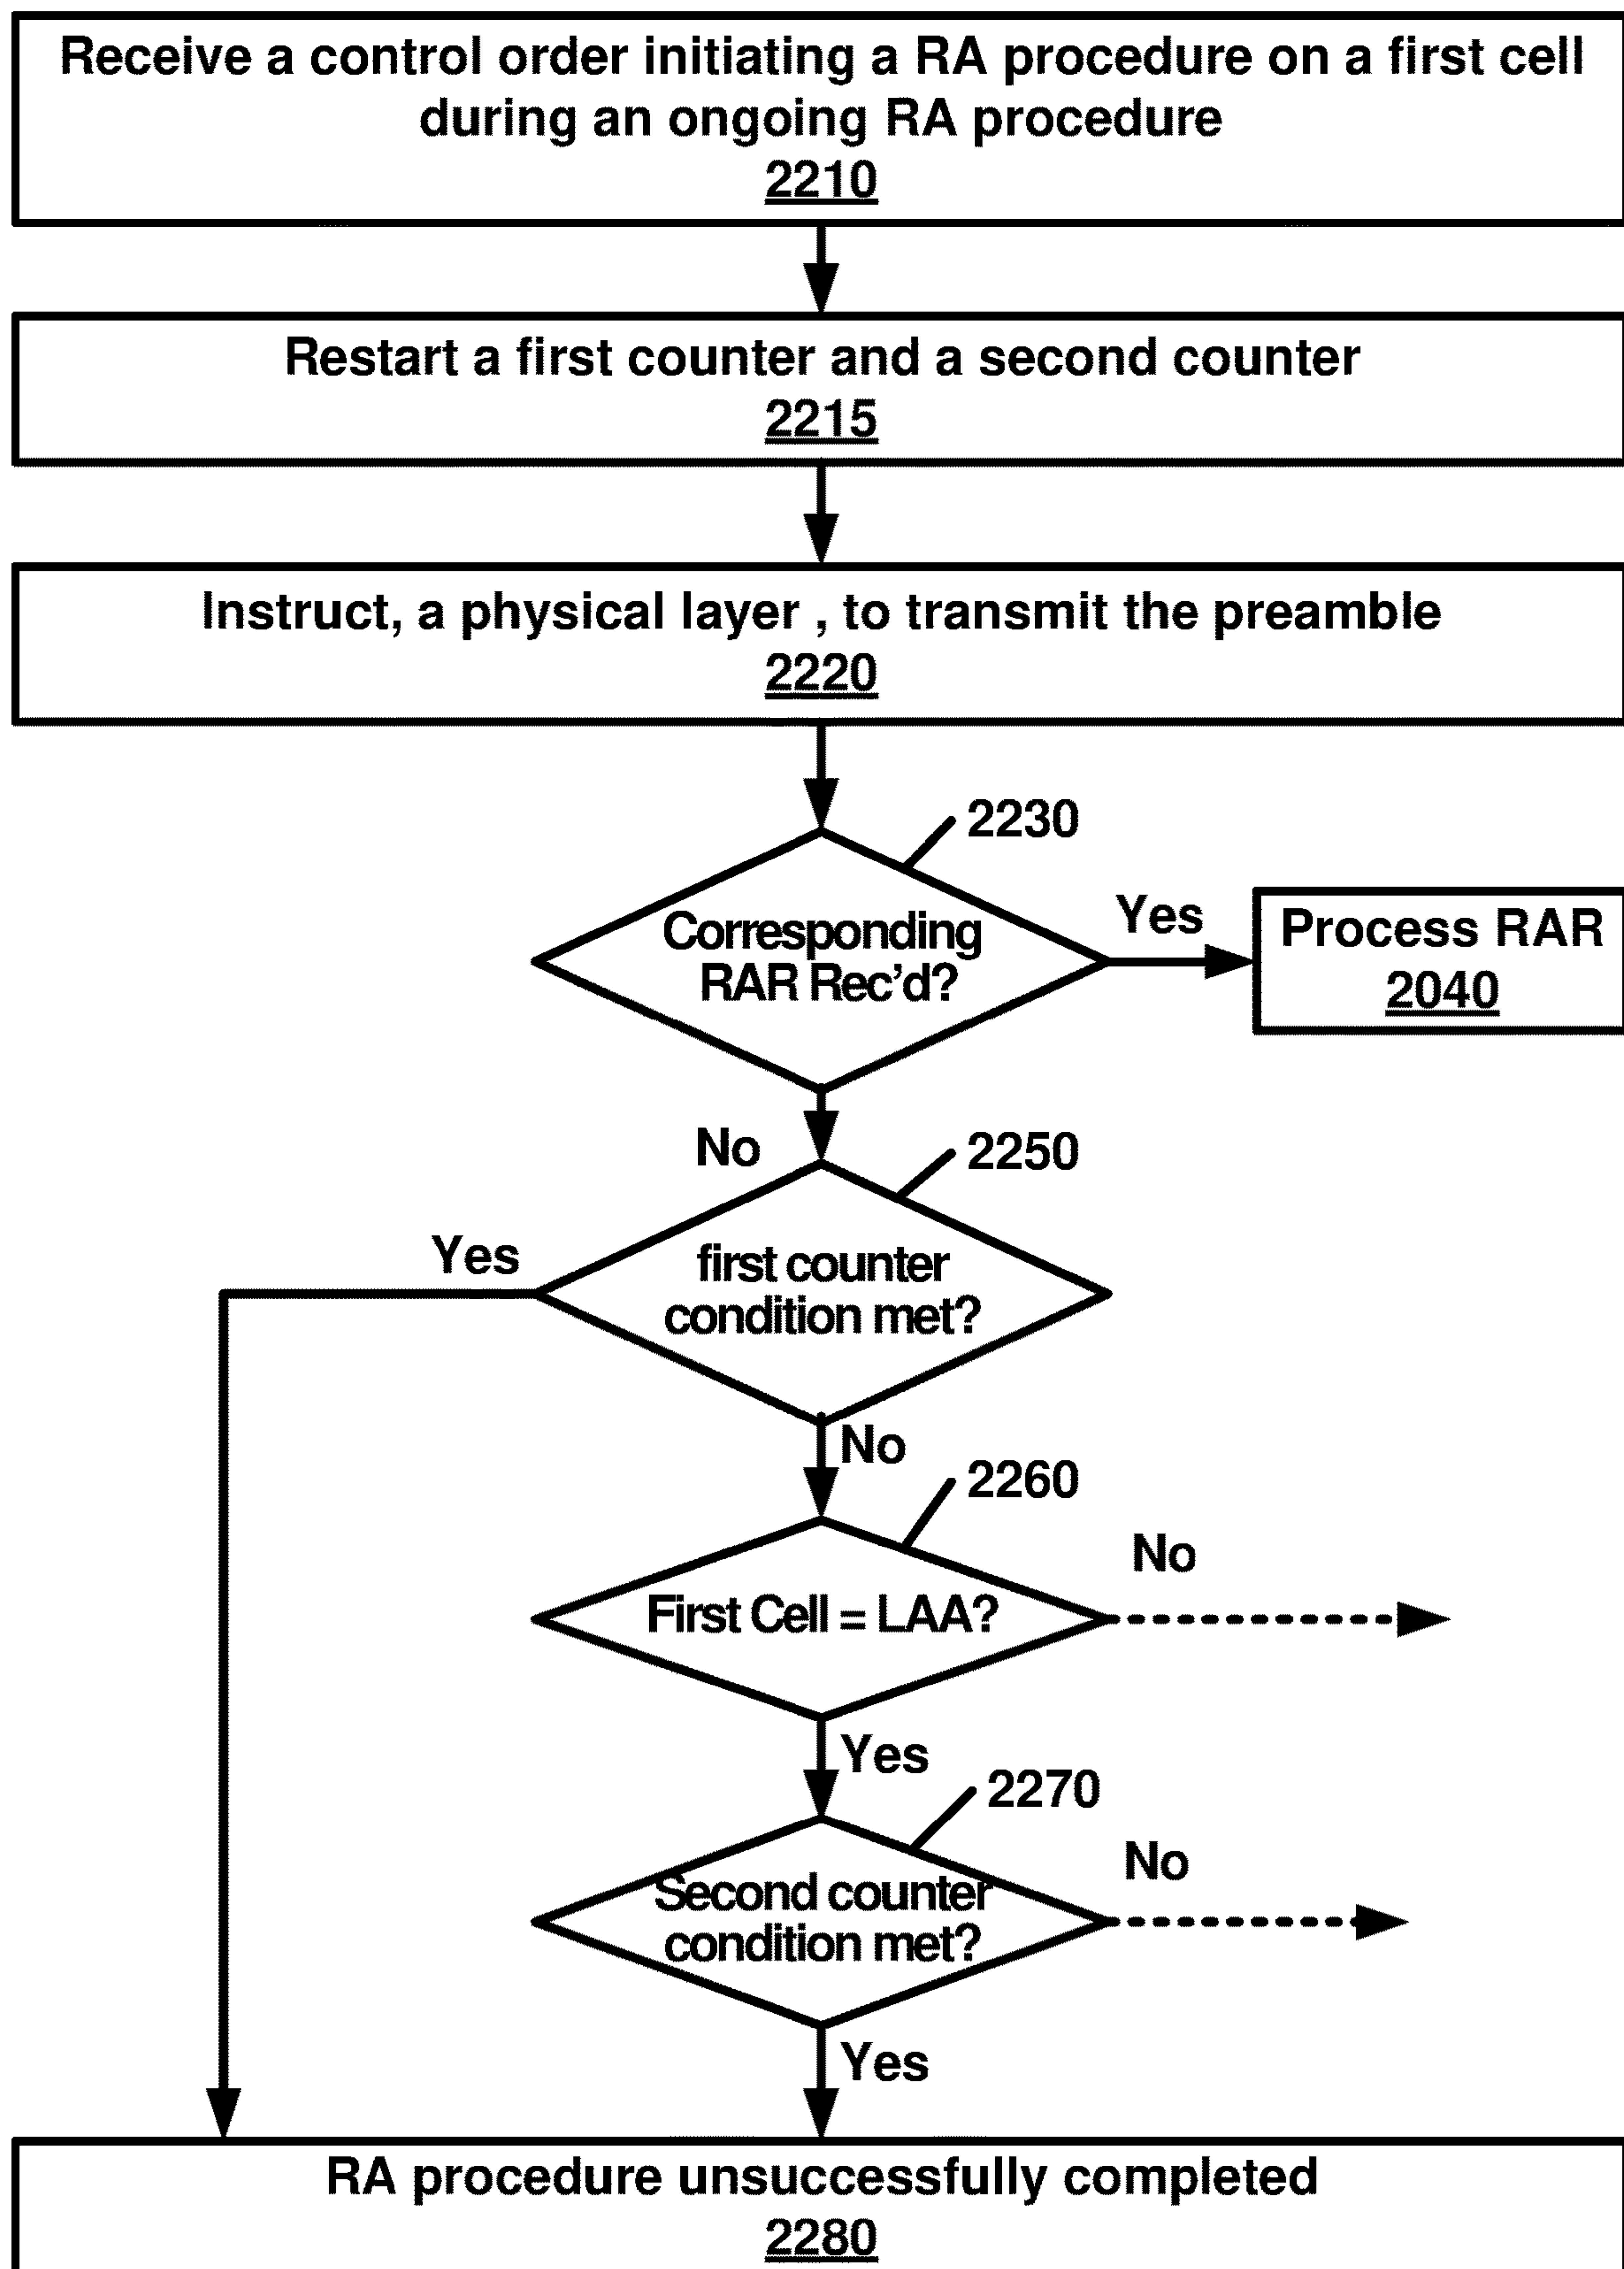 Receive a control order initiating a RA procedure on a first cell
during an ongoing RA procedure
2210
Restart a first counter and a second counter
2215
Instruct, a physical layer , to transmit the preamble
2220
2230
Corresponding
RAR Rec'd?
Yes
Process RAR
2040
No
2250
Yes
first counter
condition met?
No
2260
No
First Cell = LAA?
Yes
2270
No
Second counter
condition met?
Yes
RA procedure unsuccessfully completed
2280